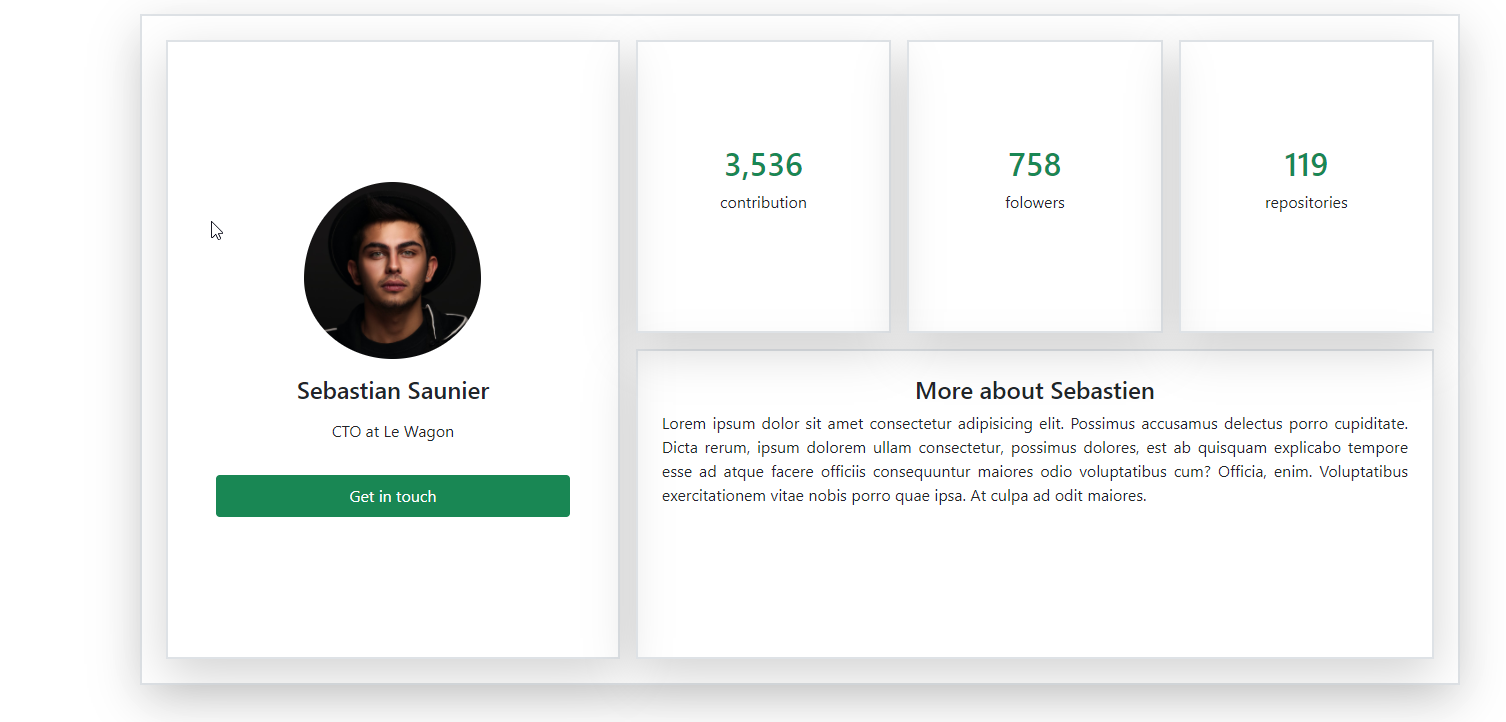 Sebastian Saunier
CTO at Le Wagon
Get in touch
3,536
contribution
758
folowers
119
repositories
More about Sebastien
Lorem ipsum dolor sit amet consectetur adipisicing elit. Possimus accusamus delectus porro cupiditate.
Dicta rerum, ipsum dolorem ullam consectetur, possimus dolores, est ab quisquam explicabo tempore
esse ad atque facere officiis consequuntur maiores odio voluptatibus cum? Officia, enim. Voluptatibus
exercitationem vitae nobis porro quae ipsa. At culpa ad odit maiores.